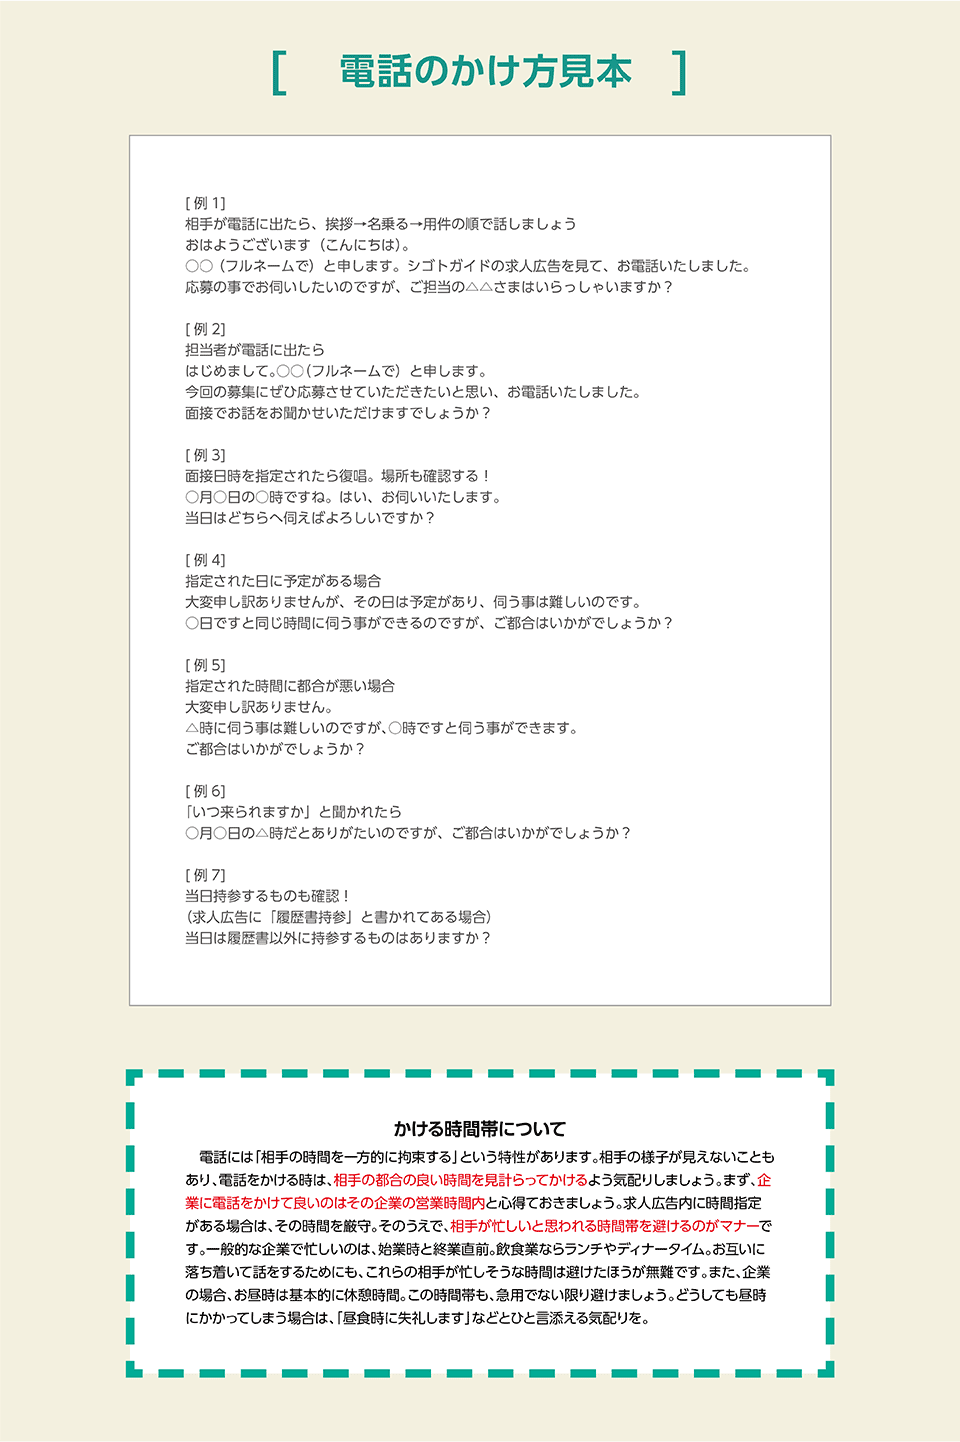 [ 電話のかけ方見本 ]
[ 例 1]
相手が電話に出たら、挨拶→名乗る→用件の順で話しましょう
おはようございます（こんにちは）。
○○（フルネームで）と申します。シゴトガイドの求人広告を見て、お電話いたしました。
応募の事でお伺いしたいのですが、ご担当の△△さまはいらっしゃいますか？
[ 例 2]
担当者が電話に出たら
はじめまして。○○（フルネームで）と申します。
今回の募集にぜひ応募させていただきたいと思い、お電話いたしました。
面接でお話をお聞かせいただけますでしょうか？
[ 例 3]
面接日時を指定されたら復唱。場所も確認する！
○月○日の○時ですね。はい、お伺いいたします。
当日はどちらへ伺えばよろしいですか？
[ 例 4]
指定された日に予定がある場合
大変申し訳ありませんが、その日は予定があり、伺う事は難しいのです。
○日ですと同じ時間に伺う事ができるのですが、ご都合はいかがでしょうか？
[ 例 5]
指定された時間に都合が悪い場合
大変申し訳ありません。
△時に伺う事は難しいのですが、○時ですと伺う事ができます。
ご都合はいかがでしょうか？
[ 例 6]
「いつ来られますか」と聞かれたら
○月○日の△時だとありがたいのですが、ご都合はいかがでしょうか？
[ 例 7]
当日持参するものも確認！
（求人広告に「履歴書持参」と書かれてある場合）
当日は履歴書以外に持参するものはありますか？
かける時間帯について
電話には「相手の時間を一方的に拘束する」という特性があります。相手の様子が見えないことも
あり、電話をかける時は、相手の都合の良い時間を見計らってかけるよう気配りしましょう。まず、企
業に電話をかけて良いのはその企業の営業時間内と心得ておきましょう。求人広告内に時間指定
がある場合は、その時間を厳守。そのうえで、相手が忙しいと思われる時間帯を避けるのがマナーで
す。一般的な企業で忙しいのは、始業時と終業直前。飲食業ならランチやディナータイム。お互いに
落ち着いて話をするためにも、これらの相手が忙しそうな時間は避けたほうが無難です。また、企業
の場合、お昼時は基本的に休憩時間。この時間帯も、急用でない限り避けましょう。どうしても昼時
にかかってしまう場合は、「昼食時に失礼します」などとひと言添える気配りを。